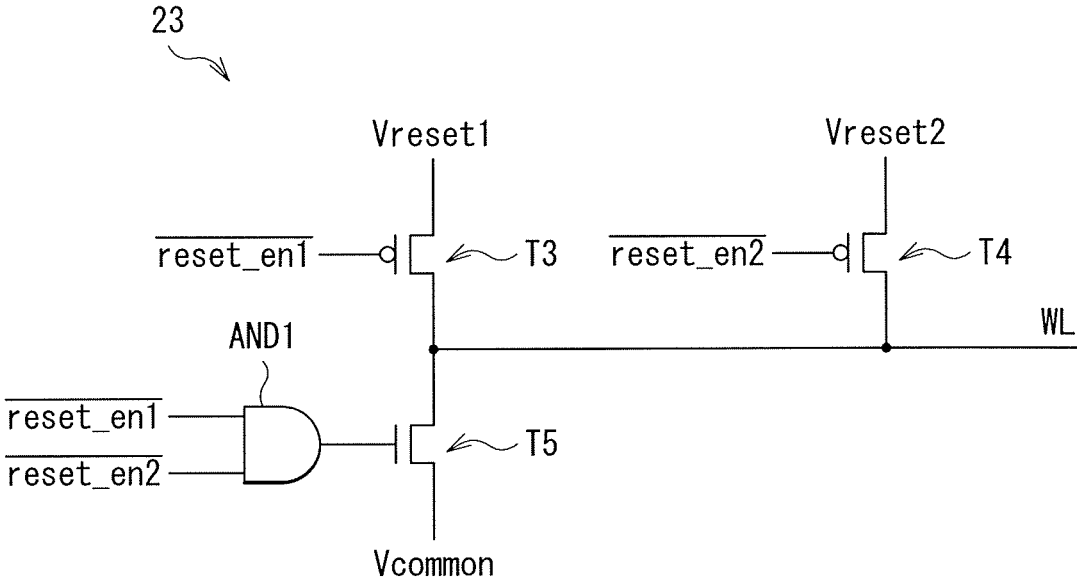 23
Vreset1
Vreset2
reset_en1
T3
reset_en2
T4
AND1
WL
reset_en1
reset_en2
T5
Vcommon